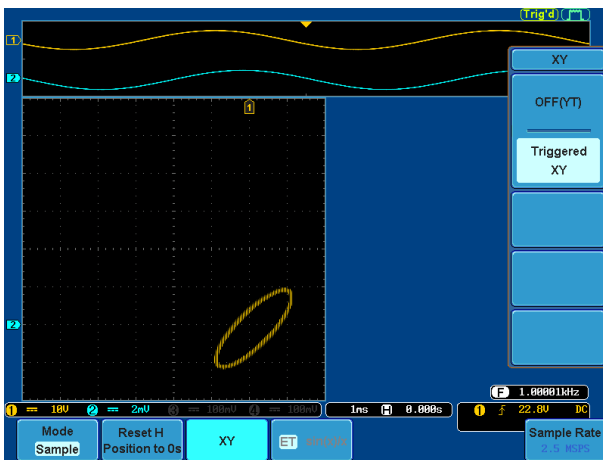 Trig'd
1
XY
2
OFF(YT)
1
Triggered
XY
2
F 1.00001kHz
1 10V 2 2mV 3 100mV 4 100mV 1ms H 0.000s 1 22.8V DC
Mode
Sample
Reset H
Position to 0s
XY
ET
Sample Rate
2.5 MSPS